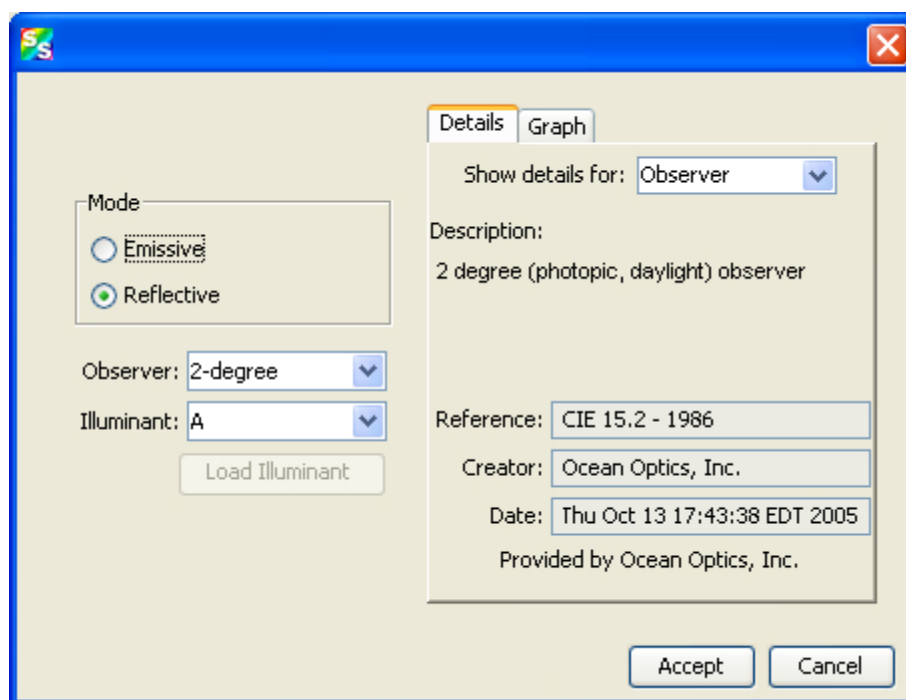 SS
Mode
Emissive
Reflective
Observer: 2-degree
Illuminant: A
Load Illuminant
Details Graph
Show details for: Observer
Description:
2 degree (photopic, daylight) observer
Reference: CIE 15.2 - 1986
Creator: Ocean Optics, Inc.
Date: Thu Oct 13 17:43:38 EDT 2005
Provided by Ocean Optics, Inc.
Accept Cancel